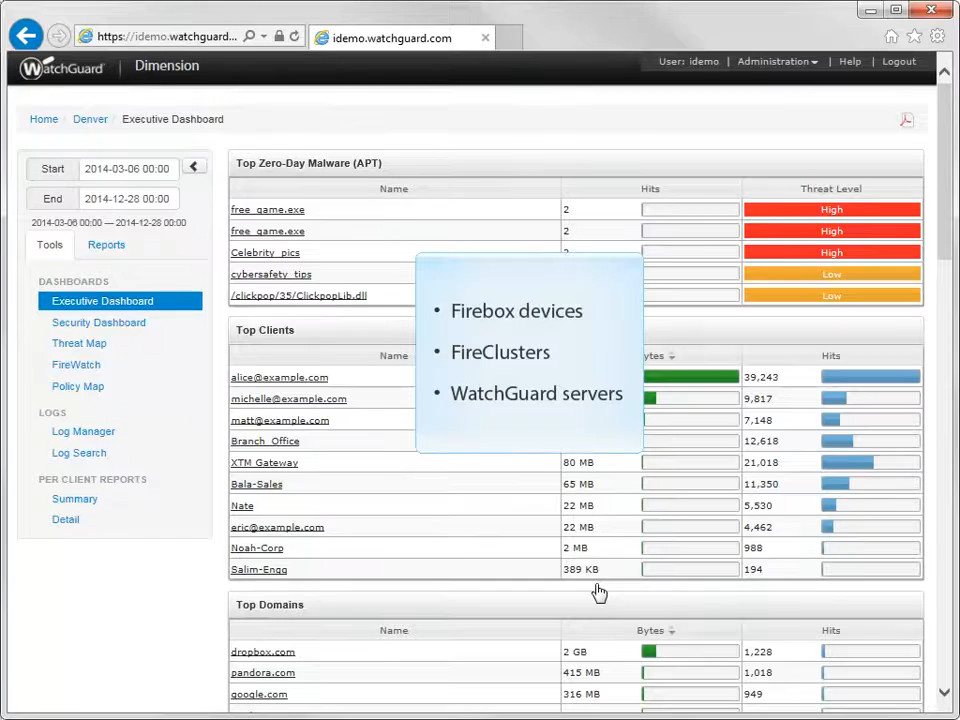 https://idemo.watchguard...
idemo.watchguard.com
WatchGuard
Dimension
User: idemo | Administration | Help | Logout
Home / Denver / Executive Dashboard
Start 2014-03-06 00:00
End 2014-12-28 00:00
2014-03-06 00:00 — 2014-12-28 00:00
Tools Reports
DASHBOARDS
Executive Dashboard
Security Dashboard
Threat Map
FireWatch
Policy Map
LOGS
Log Manager
Log Search
PER CLIENT REPORTS
Summary
Detail
Top Zero-Day Malware (APT)
Name Hits Threat Level
free_game.exe 2 High
free_game.exe 2 High
Celebrity_pics High
cybersafety_tips Low
/clickpop/35/ClickpopLib.dll Low
• Firebox devices
• FireClusters
• WatchGuard servers
Top Clients
Name Hits
alice@example.com 39,243
michelle@example.com 9,817
matt@example.com 7,148
Branch_Office 12,618
XTM Gateway 80 MB 21,018
Bala-Sales 65 MB 11,350
Nate 22 MB 5,530
eric@example.com 22 MB 4,462
Noah-Corp 2 MB 988
Salim-Engg 389 KB 194
Top Domains
Name Bytes Hits
dropbox.com 2 GB 1,228
pandora.com 415 MB 1,018
google.com 316 MB 949